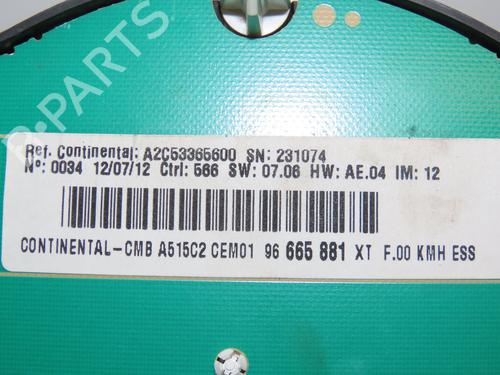 B-PARTS
Ref. Continental: A2C53365600 SN: 231074
Nº: 0034 12/07/12 Ctrl: 566 SW: 07.06 HW: AE.04 IM: 12
CONTINENTAL-CMB A515C2 CEM01 96 665 881 XT F.00 KMH ESS